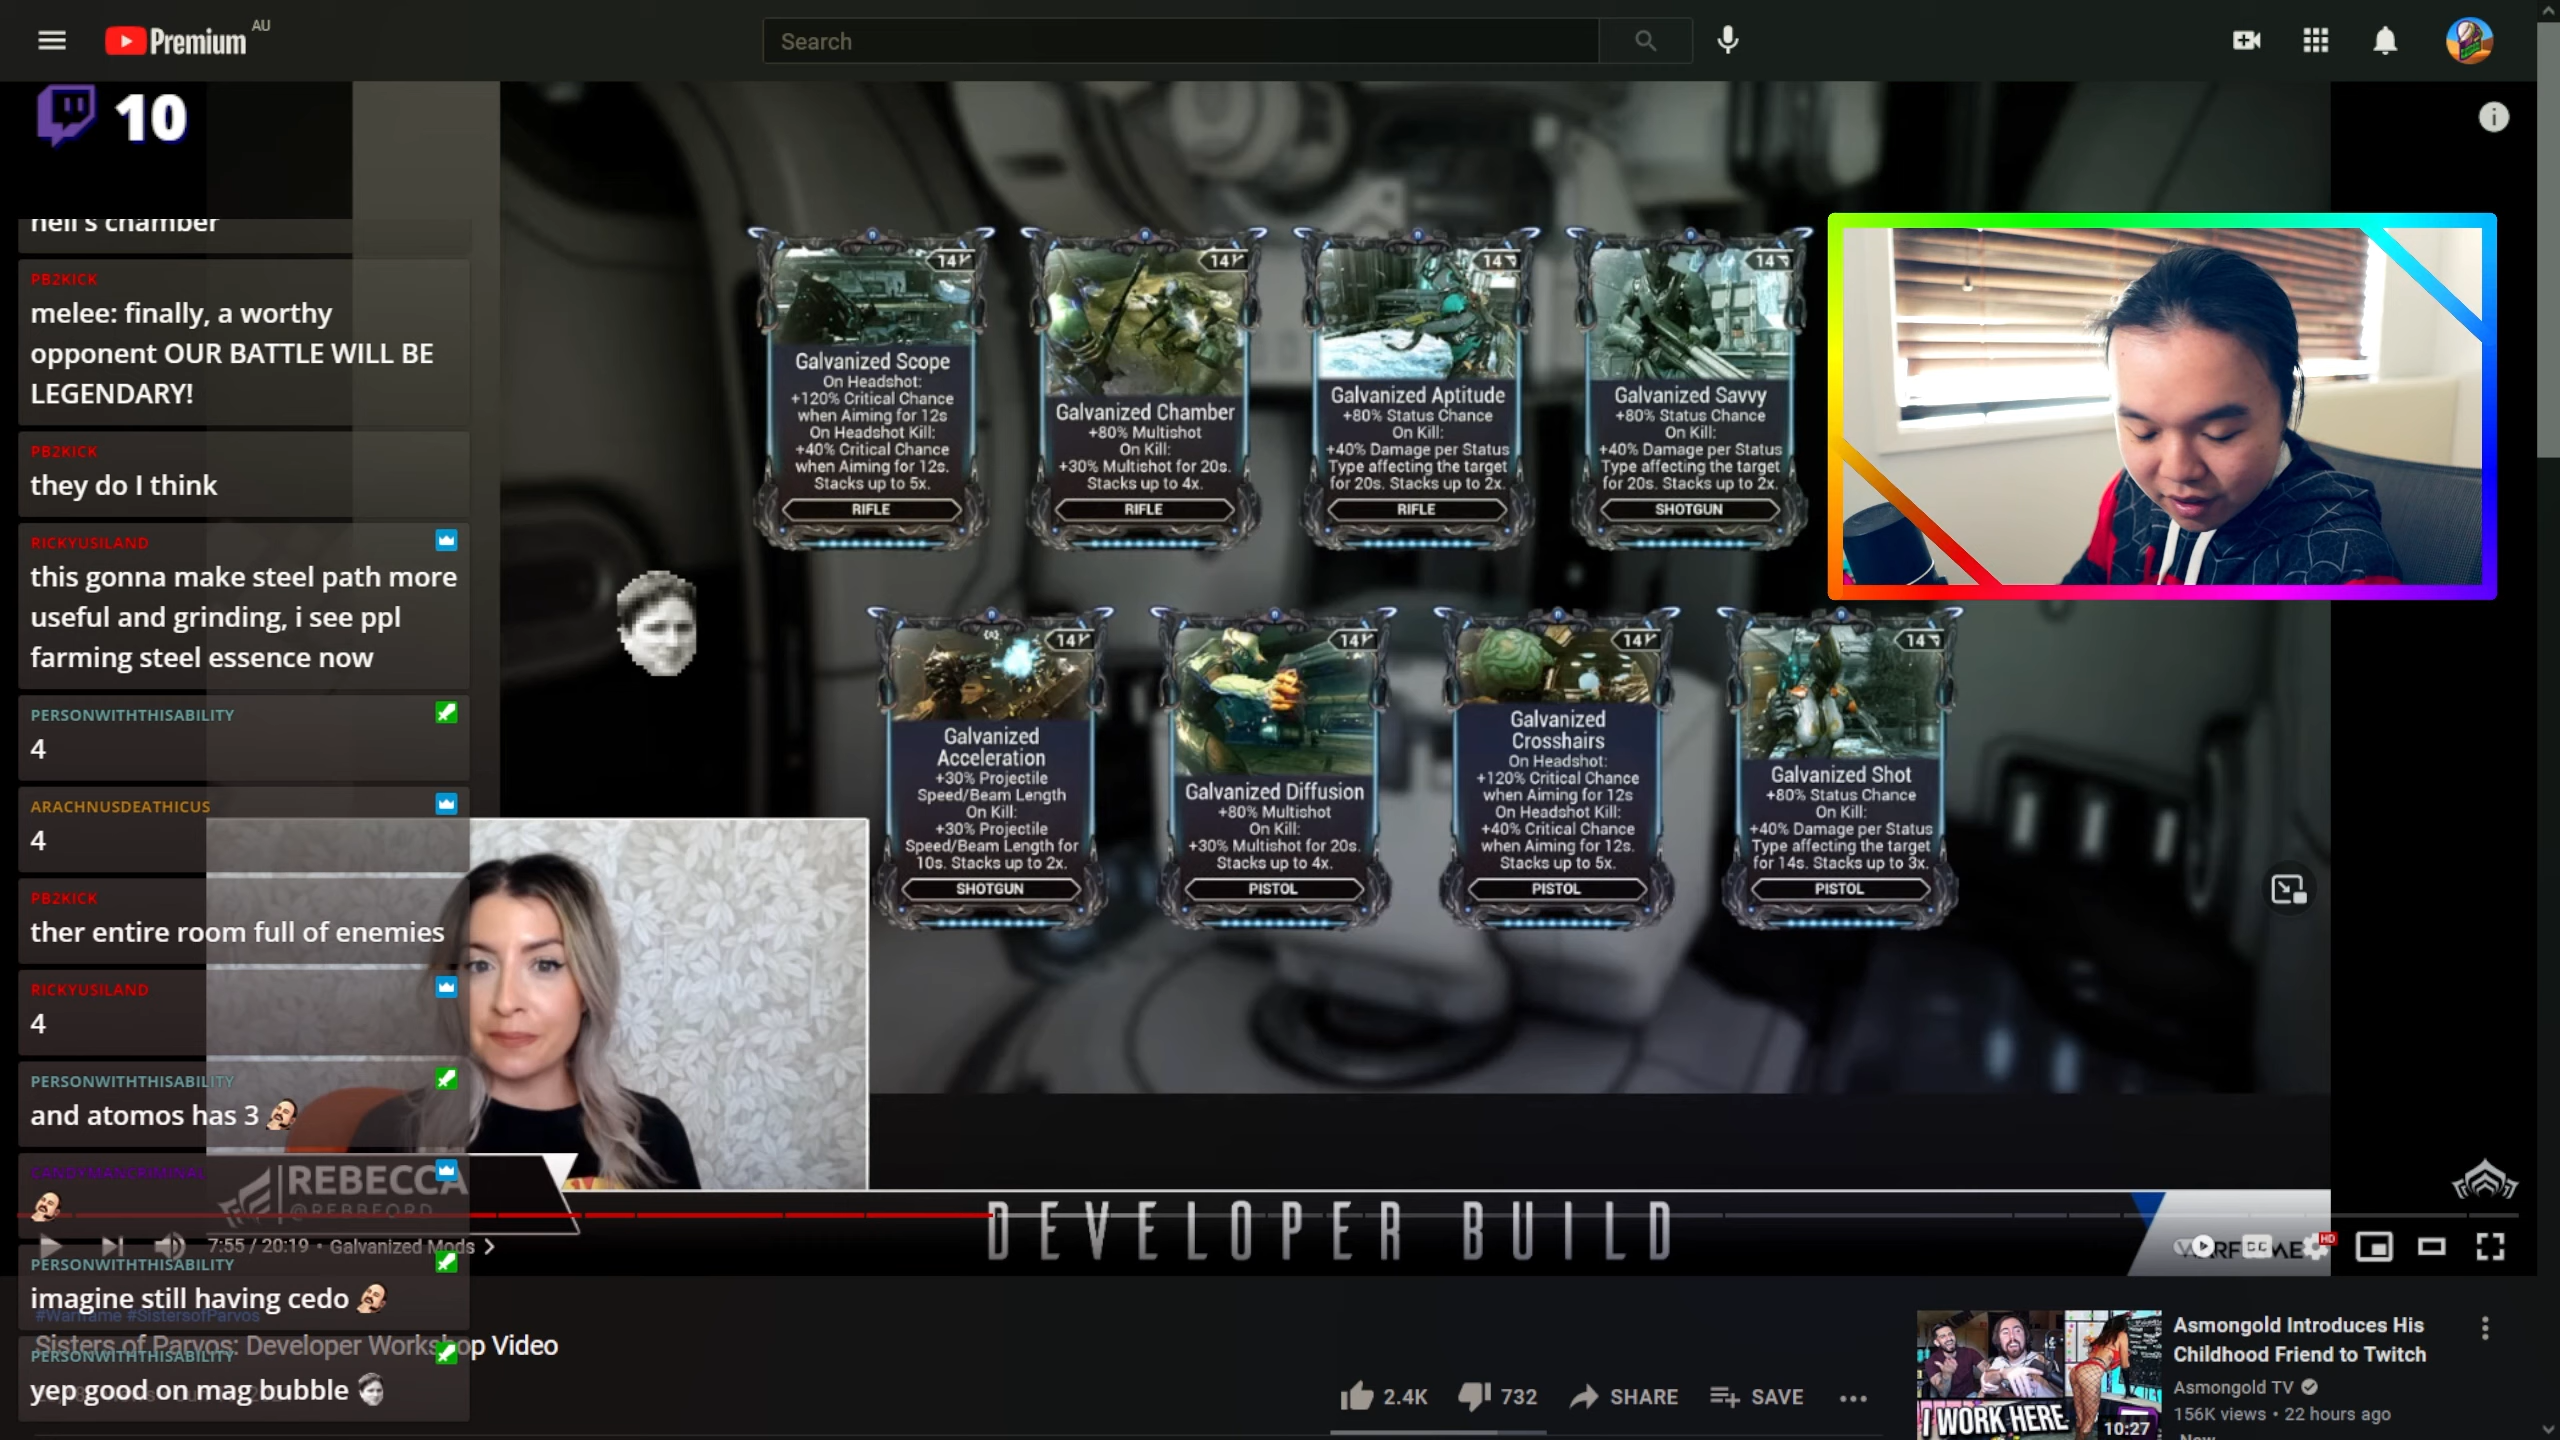 Premium
AU
Search
10
hell's chamber
PB2KICK
melee: finally, a worthy
opponent OUR BATTLE WILL BE
LEGENDARY!
PB2KICK
they do I think
RICKYUSILAND
this gonna make steel path more
useful and grinding, i see ppl
farming steel essence now
PERSONWITHTHISABILITY
4
ARACHNUSDEATHICUS
4
PB2KICK
ther entire room full of enemies
RICKYUSILAND
4
PERSONWITHTHISABILITY
and atomos has 3
CANDYMANCRIMINAL
PERSONWITHTHISABILITY
imagine still having cedo
PERSONWITHTHISABILITY
yep good on mag bubble
14
Galvanized Scope
On Headshot:
+120% Critical Chance
when Aiming for 12s
On Headshot Kill:
+40% Critical Chance
when Aiming for 12s.
Stacks up to 5x.
RIFLE
14
Galvanized Chamber
+80% Multishot
On Kill:
+30% Multishot for 20s.
Stacks up to 4x.
RIFLE
14
Galvanized Aptitude
+80% Status Chance
On Kill:
+40% Damage per Status
Type affecting the target
for 20s. Stacks up to 2x.
RIFLE
14
Galvanized Savvy
+80% Status Chance
On Kill:
+40% Damage per Status
Type affecting the target
for 20s. Stacks up to 2x.
SHOTGUN
14
Galvanized
Acceleration
+30% Projectile
Speed/Beam Length
On Kill:
+30% Projectile
Speed/Beam Length for
10s. Stacks up to 2x.
SHOTGUN
14
Galvanized Diffusion
+80% Multishot
On Kill:
+30% Multishot for 20s.
Stacks up to 4x.
PISTOL
14
Galvanized
Crosshairs
On Headshot:
+120% Critical Chance
when Aiming for 12s
On Headshot Kill:
+40% Critical Chance
when Aiming for 12s.
Stacks up to 5x.
PISTOL
14
Galvanized Shot
+80% Status Chance
On Kill:
+40% Damage per Status
Type affecting the target
for 14s. Stacks up to 3x.
PISTOL
REBECCA
@REBBFORD
DEVELOPER BUILD
7:55 / 20:19 • Galvanized Mods
HD
#Warframe #SistersofParvos
Sisters of Parvos: Developer Workshop Video
2.4K
732
SHARE
SAVE
I WORK HERE
10:27
Asmongold Introduces His
Childhood Friend to Twitch
Asmongold TV
156K views • 22 hours ago